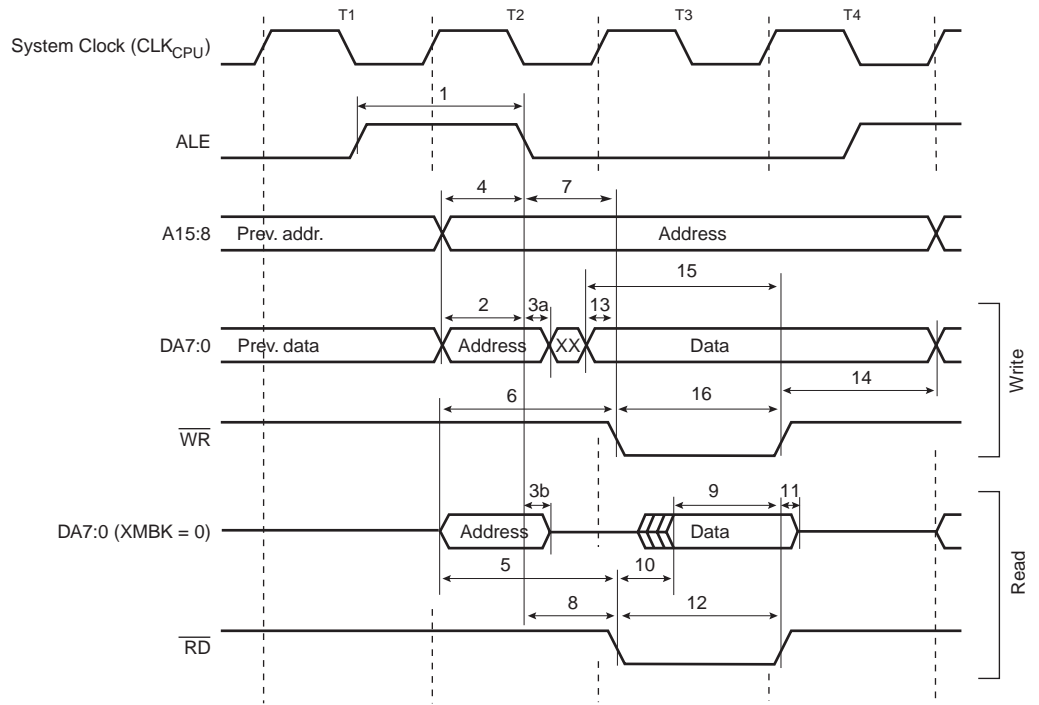 T1 T2 T3 T4
System Clock (CLKCPU)
1
ALE
4 7
A15:8 Prev. addr. Address
15
2 3a 13
DA7:0 Prev. data Address XX Data
14
6 16
WR
Write
3b 9 11
DA7:0 (XMBK = 0) Address Data
5 10
8 12
RD
Read